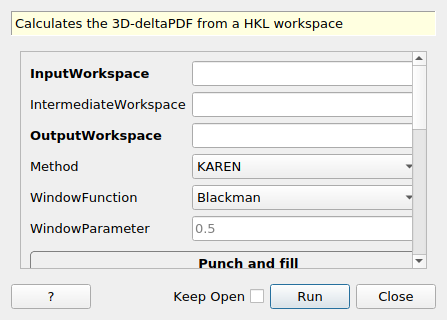 Calculates the 3D-deltaPDF from a HKL workspace
InputWorkspace
IntermediateWorkspace
OutputWorkspace
Method KAREN
WindowFunction Blackman
WindowParameter 0.5
Punch and fill
? Keep Open Run Close